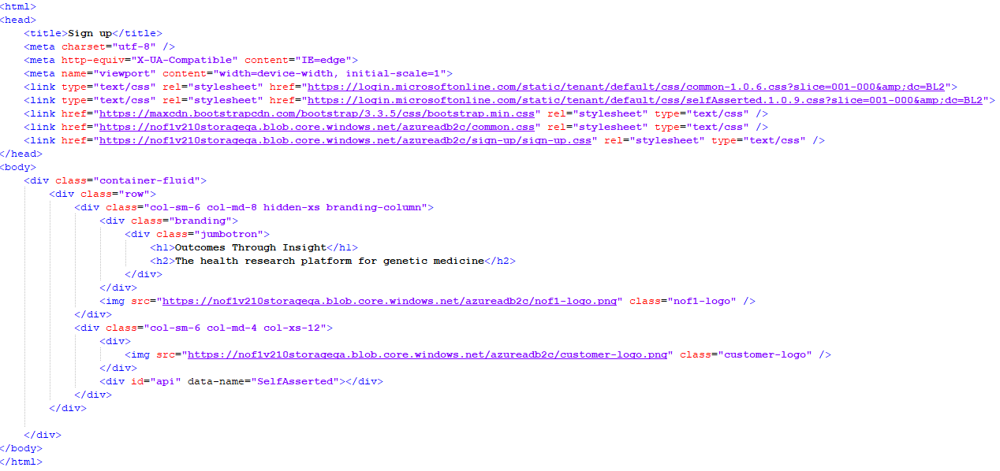 <html>
<head>
    <title>Sign up</title>
    <meta charset="utf-8" />
    <meta http-equiv="X-UA-Compatible" content="IE=edge">
    <meta name="viewport" content="width=device-width, initial-scale=1">
    <link type="text/css" rel="stylesheet" href="https://login.microsoftonline.com/static/tenant/default/css/common-1.0.6.css?slice=001-000&amp;dc=BL2">
    <link type="text/css" rel="stylesheet" href="https://login.microsoftonline.com/static/tenant/default/css/selfAsserted.1.0.9.css?slice=001-000&amp;dc=BL2">
    <link href="https://maxcdn.bootstrapcdn.com/bootstrap/3.3.5/css/bootstrap.min.css" rel="stylesheet" type="text/css" />
    <link href="https://nof1v210storageqa.blob.core.windows.net/azureadb2c/common.css" rel="stylesheet" type="text/css" />
    <link href="https://nof1v210storageqa.blob.core.windows.net/azureadb2c/sign-up/sign-up.css" rel="stylesheet" type="text/css" />
</head>
<body>
    <div class="container-fluid">
        <div class="row">
            <div class="col-sm-6 col-md-8 hidden-xs branding-column">
                <div class="branding">
                    <div class="jumbotron">
                        <h1>Outcomes Through Insight</h1>
                        <h2>The health research platform for genetic medicine</h2>
                    </div>
                </div>
                <img src="https://nof1v210storageqa.blob.core.windows.net/azureadb2c/nof1-logo.png" class="nof1-logo" />
            </div>
            <div class="col-sm-6 col-md-4 col-xs-12">
                <div>
                    <img src="https://nof1v210storageqa.blob.core.windows.net/azureadb2c/customer-logo.png" class="customer-logo" />
                </div>
                <div id="api" data-name="SelfAsserted"></div>
            </div>
        </div>
    </div>
</body>
</html>